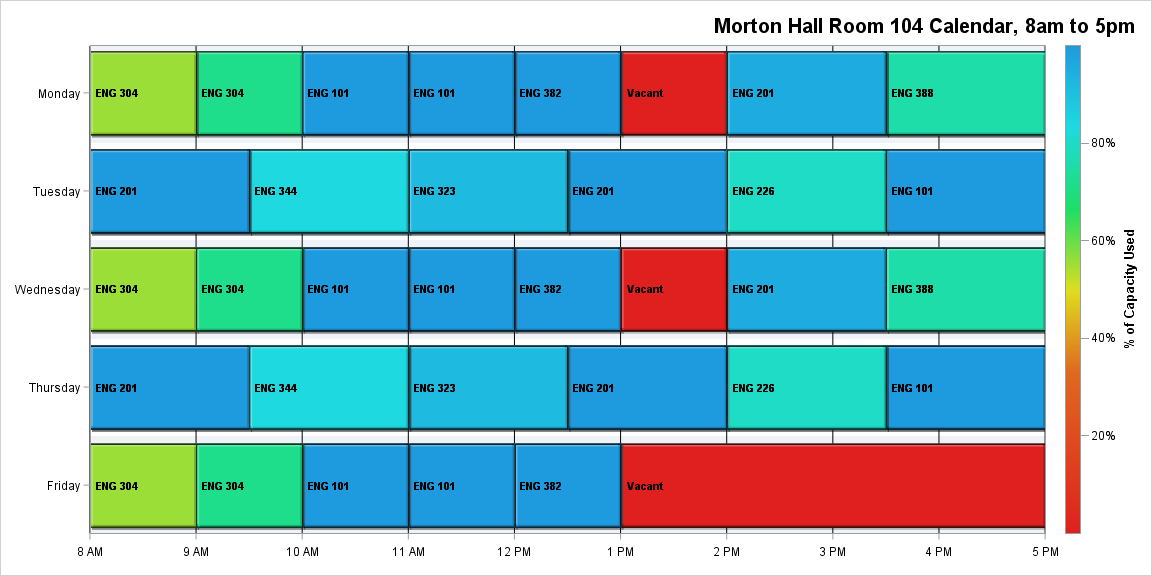 Morton Hall Room 104 Calendar, 8am to 5pm
Monday
ENG 304
ENG 304
ENG 101
ENG 101
ENG 382
Vacant
ENG 201
ENG 388
Tuesday
ENG 201
ENG 344
ENG 323
ENG 201
ENG 226
ENG 101
Wednesday
ENG 304
ENG 304
ENG 101
ENG 101
ENG 382
Vacant
ENG 201
ENG 388
Thursday
ENG 201
ENG 344
ENG 323
ENG 201
ENG 226
ENG 101
Friday
ENG 304
ENG 304
ENG 101
ENG 101
ENG 382
Vacant
8 AM
9 AM
10 AM
11 AM
12 PM
1 PM
2 PM
3 PM
4 PM
5 PM
80%
60%
40%
20%
% of Capacity Used